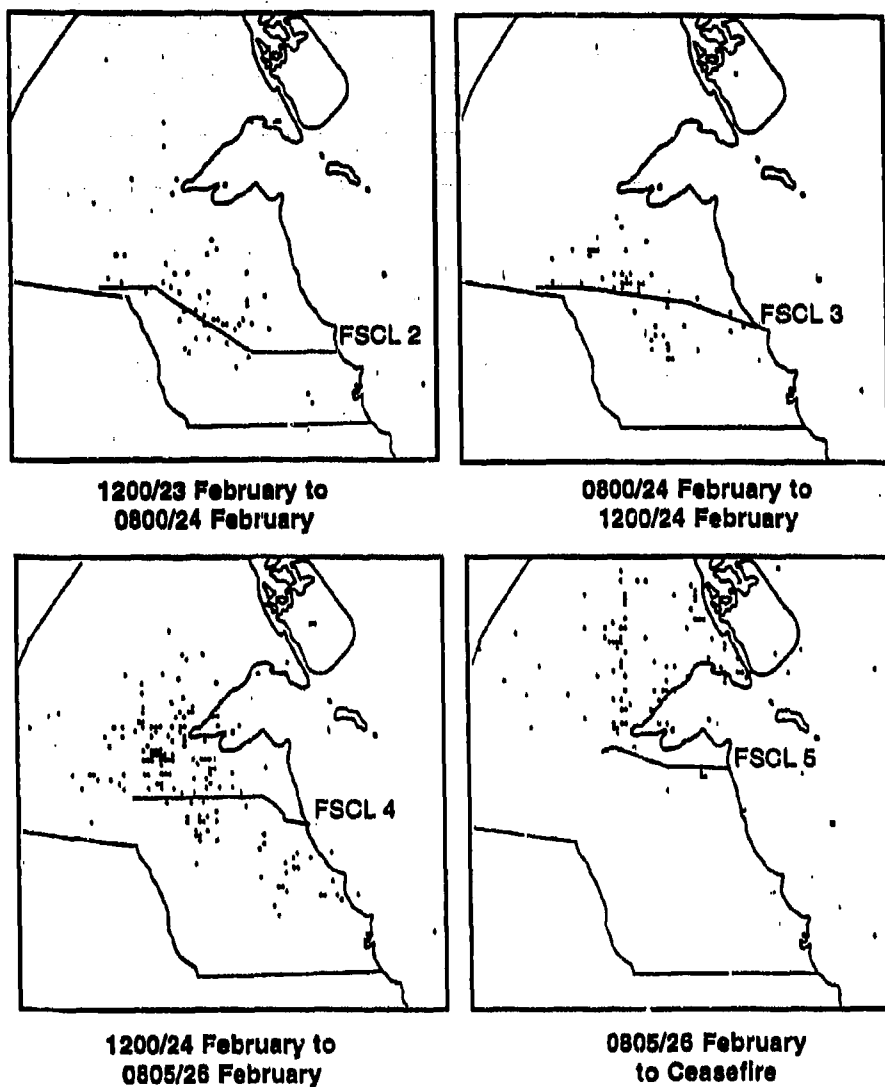 FSCL 2
1200/23 February to
0800/24 February
FSCL 3
0800/24 February to
1200/24 February
FSCL 4
1200/24 February to
0805/26 February
FSCL 5
0805/26 February
to Ceasefire